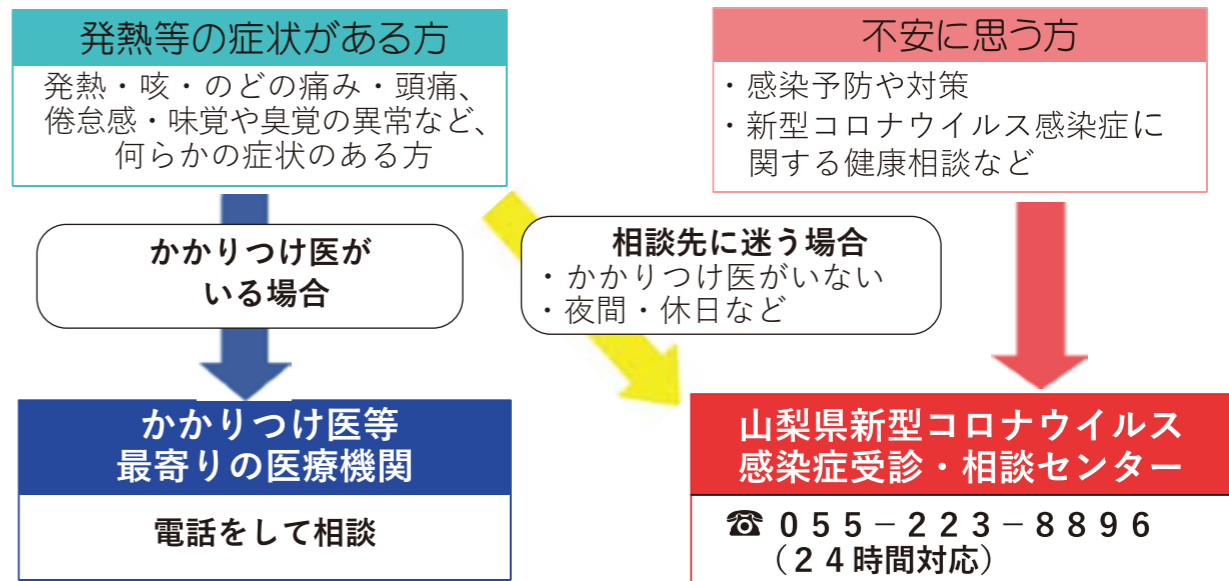 発熱等の症状がある方
発熱・咳・のどの痛み・頭痛、
倦怠感・味覚や臭覚の異常など、
何らかの症状のある方
不安に思う方
・感染予防や対策
・新型コロナウイルス感染症に
関する健康相談など
かかりつけ医が
いる場合
相談先に迷う場合
・かかりつけ医がいない
・夜間・休日など
かかりつけ医等
最寄りの医療機関
電話をして相談
山梨県新型コロナウイルス
感染症受診・相談センター
☎ ０５５－２２３－８８９６
（２４時間対応）